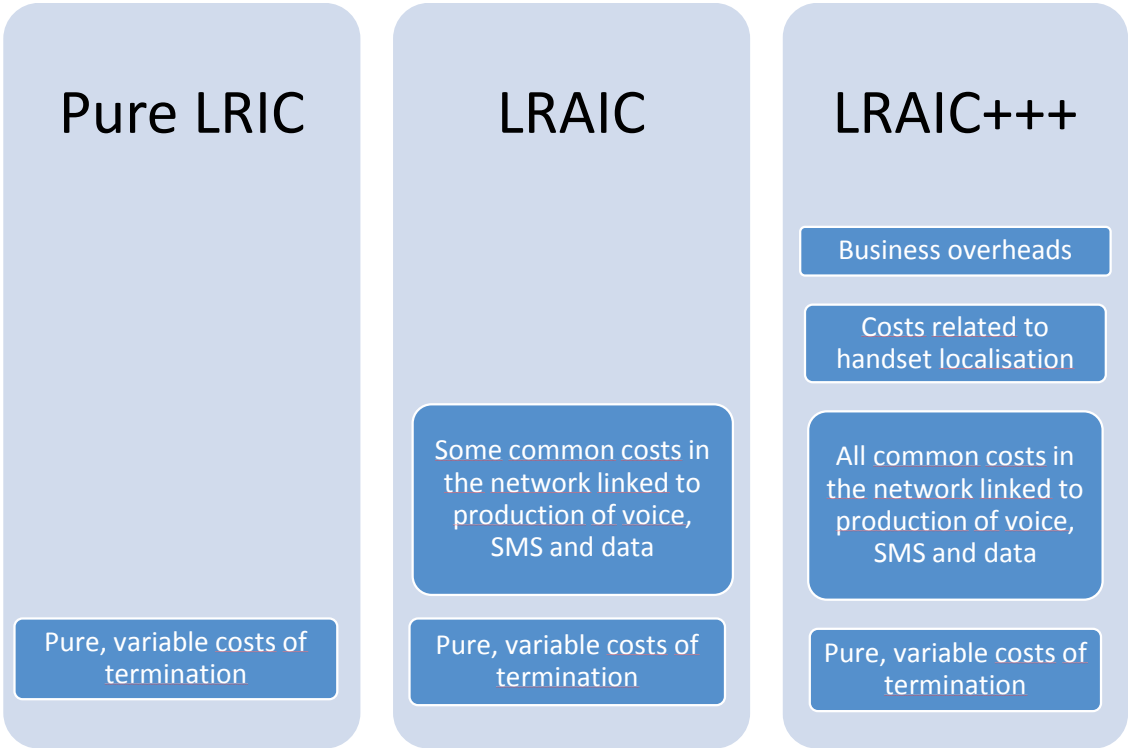 Pure LRIC
Pure, variable costs of
termination
LRAIC
Some common costs in
the network linked to
production of voice,
SMS and data
Pure, variable costs of
termination
LRAIC+++
Business overheads
Costs related to
handset localisation
All common costs in
the network linked to
production of voice,
SMS and data
Pure, variable costs of
termination